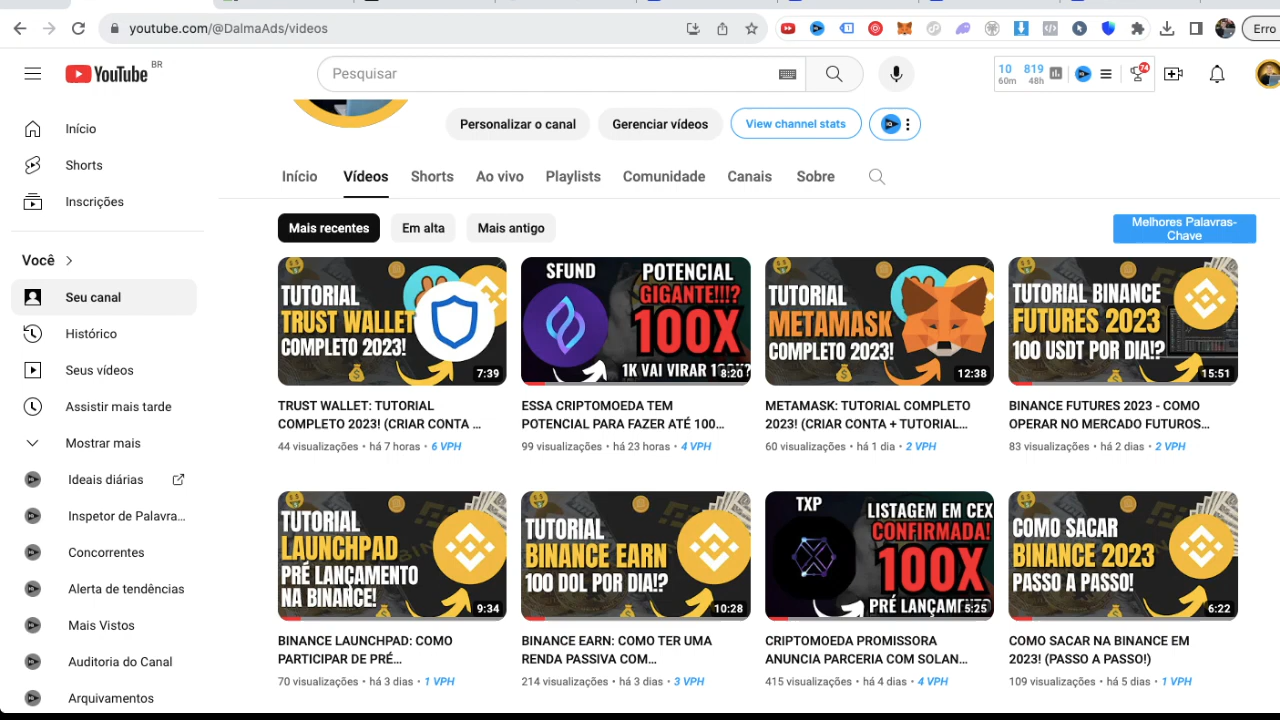 youtube.com/@DalmaAds/videos
Erro
YouTube BR
Pesquisar
10 819
60m 48h
74
Personalizar o canal Gerenciar vídeos View channel stats
Início Vídeos Shorts Ao vivo Playlists Comunidade Canais Sobre
Mais recentes Em alta Mais antigo
Melhores Palavras-
Chave
Início
Shorts
Inscrições
Você
Seu canal
Histórico
Seus vídeos
Assistir mais tarde
Mostrar mais
Ideais diárias
Inspetor de Palavra...
Concorrentes
Alerta de tendências
Mais Vistos
Auditoria do Canal
Arquivamentos
TUTORIAL
TRUST WALLET
COMPLETO 2023!
7:39
TRUST WALLET: TUTORIAL
COMPLETO 2023! (CRIAR CONTA ...
44 visualizações • há 7 horas • 6 VPH
SFUND POTENCIAL
GIGANTE!!!?
100X
1K VAI VIRAR
8:20
ESSA CRIPTOMOEDA TEM
POTENCIAL PARA FAZER ATÉ 100...
99 visualizações • há 23 horas • 4 VPH
TUTORIAL
METAMASK
COMPLETO 2023!
12:38
METAMASK: TUTORIAL COMPLETO
2023! (CRIAR CONTA + TUTORIAL...
60 visualizações • há 1 dia • 2 VPH
TUTORIAL BINANCE
FUTURES 2023
100 USDT POR DIA!?
15:51
BINANCE FUTURES 2023 - COMO
OPERAR NO MERCADO FUTUROS...
83 visualizações • há 2 dias • 2 VPH
TUTORIAL
LAUNCHPAD
PRÉ LANÇAMENTO
NA BINANCE!
9:34
BINANCE LAUNCHPAD: COMO
PARTICIPAR DE PRÉ...
70 visualizações • há 3 dias • 1 VPH
TUTORIAL
BINANCE EARN
100 DOL POR DIA!?
10:28
BINANCE EARN: COMO TER UMA
RENDA PASSIVA COM...
214 visualizações • há 3 dias • 3 VPH
TXP LISTAGEM EM CEX
CONFIRMADA!
100X
PRÉ LANÇAMENTO
5:25
CRIPTOMOEDA PROMISSORA
ANUNCIA PARCERIA COM SOLAN...
415 visualizações • há 4 dias • 4 VPH
COMO SACAR
BINANCE 2023
PASSO A PASSO!
6:22
COMO SACAR NA BINANCE EM
2023! (PASSO A PASSO!)
109 visualizações • há 5 dias • 1 VPH